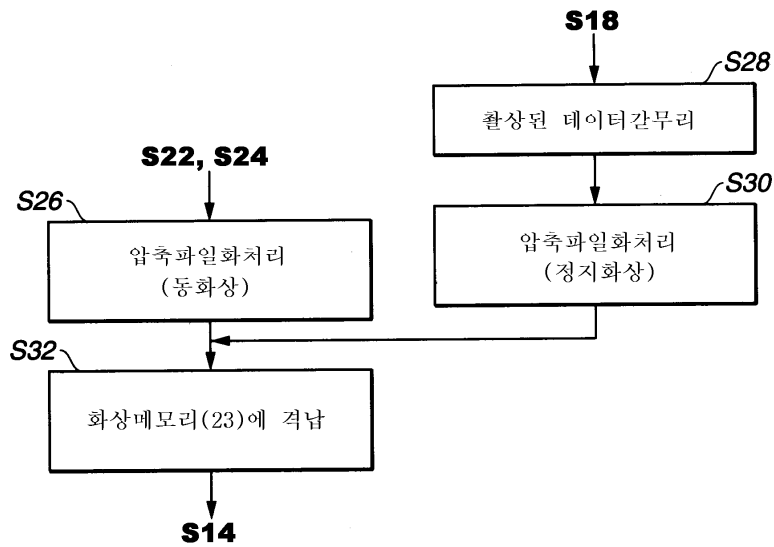 S18
S28
활상된 데이터갈무리
S22, S24
S30
S26
압축파일화처리
(정지화상)
압축파일화처리
(동화상)
S32
화상메모리(23)에 격납
S14